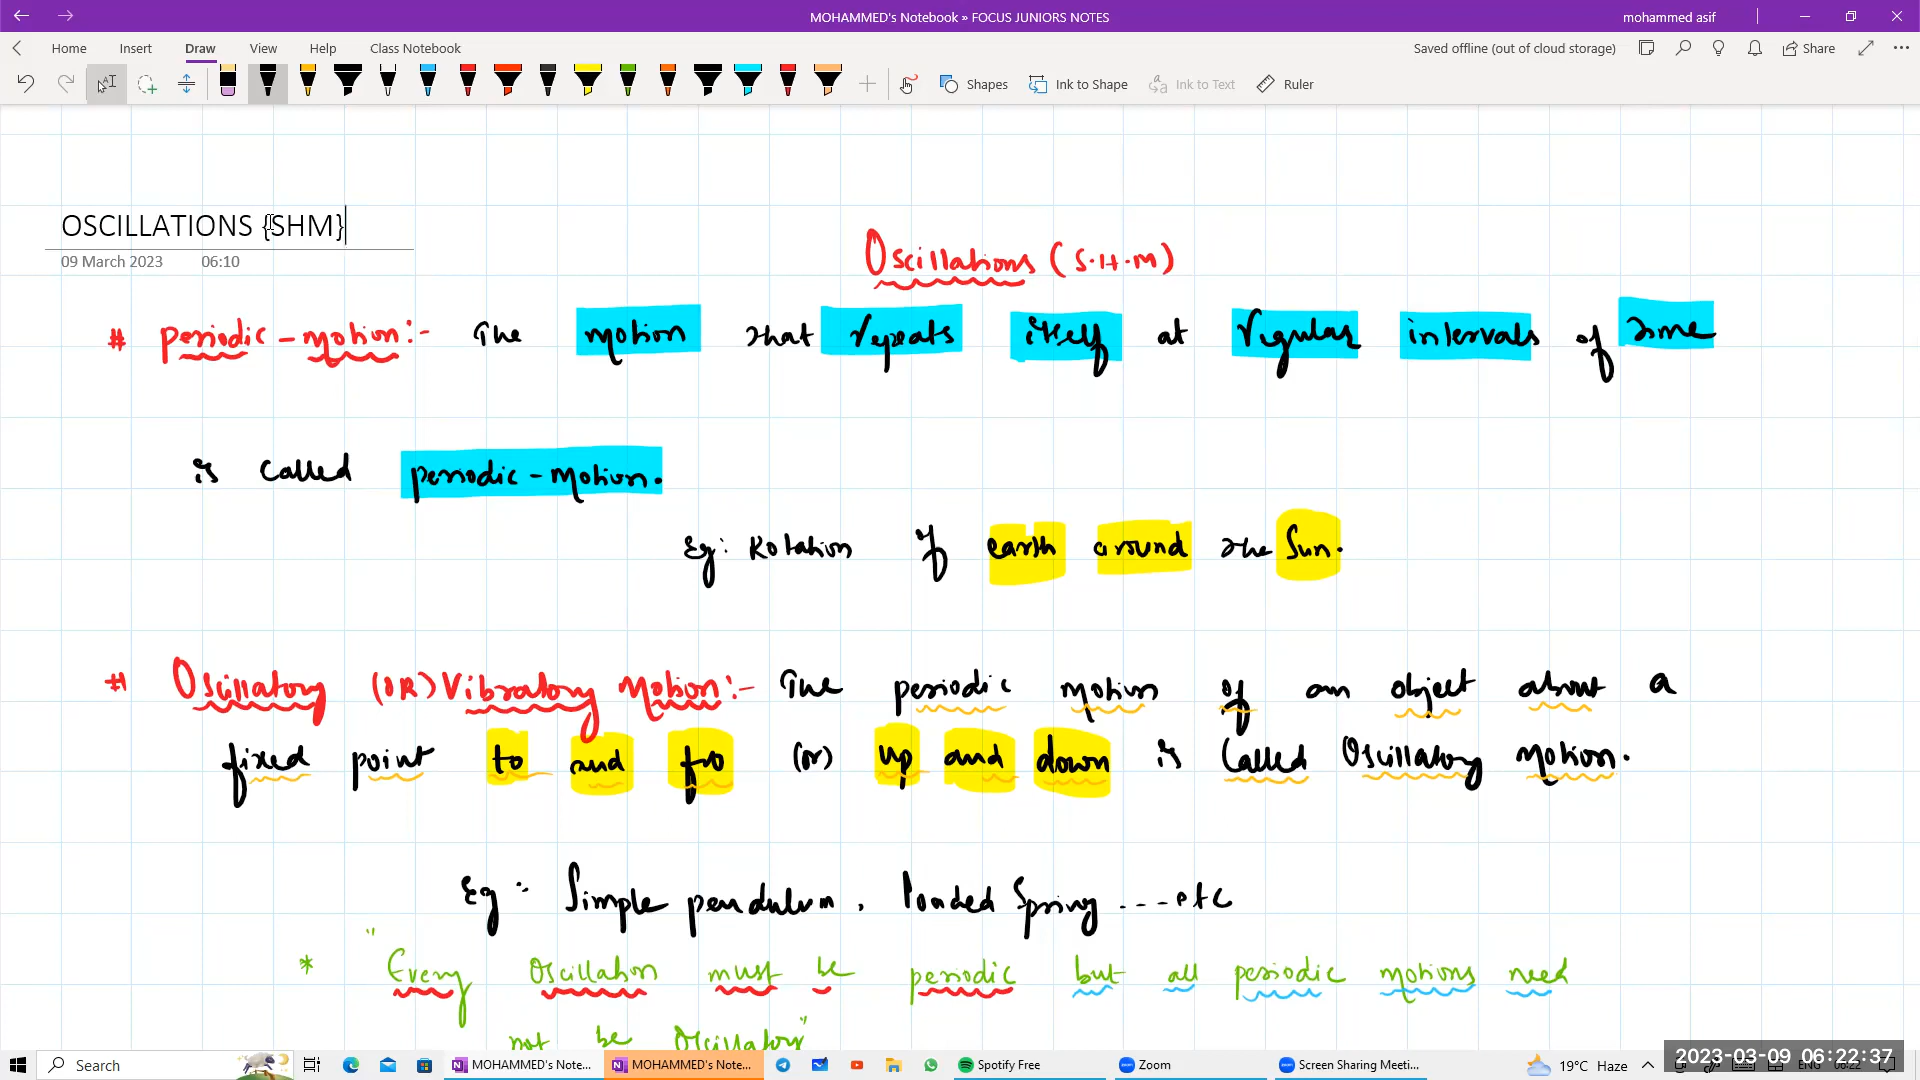 MOHAMMED's Notebook » FOCUS JUNIORS NOTES
mohammed asif
Home Insert Draw View Help Class Notebook
Saved offline (out of cloud storage)
Share
Shapes Ink to Shape Ink to Text Ruler
OSCILLATIONS {SHM}
09 March 2023 06:10
Oscillations (S.H.M)
# Periodic-motion:- The motion that repeats itself at regular intervals of time
is called periodic-motion.
Eg: Rotation of earth around the Sun.
# Oscillatory (OR) Vibratory Motion:- The periodic motion of an object about a
fixed point to and fro (or) up and down is Called Oscillatory motion.
Eg: Simple pendulum, loaded Spring ....etc
* "Every Oscillation must be periodic but all periodic motions need
not be Oscillatory"
Search
MOHAMMED's Note...
MOHAMMED's Note...
Spotify Free
Zoom
Screen Sharing Meeti...
19°C Haze
ENG
2023-03-09 06:22:37